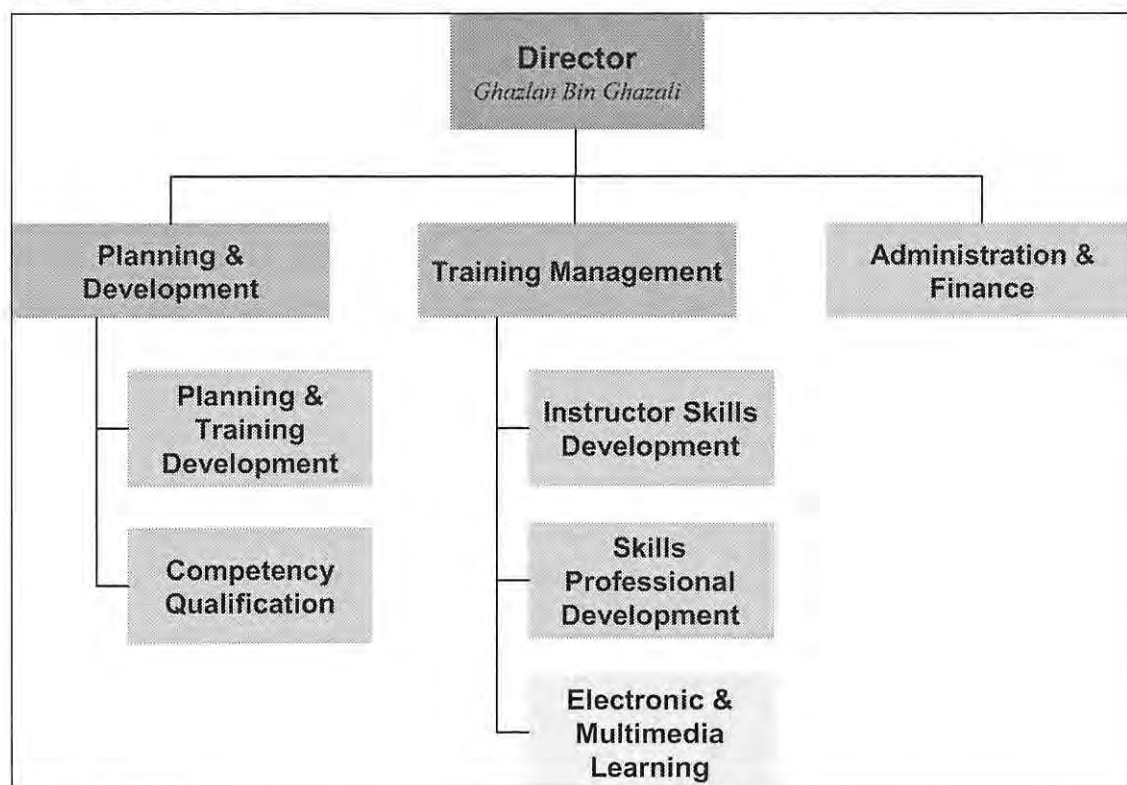 Director
Ghazlan Bin Ghazali
Planning &
Development
Training Management
Administration &
Finance
Planning &
Training
Development
Competency
Qualification
Instructor Skills
Development
Skills
Professional
Development
Electronic &
Multimedia
Learning